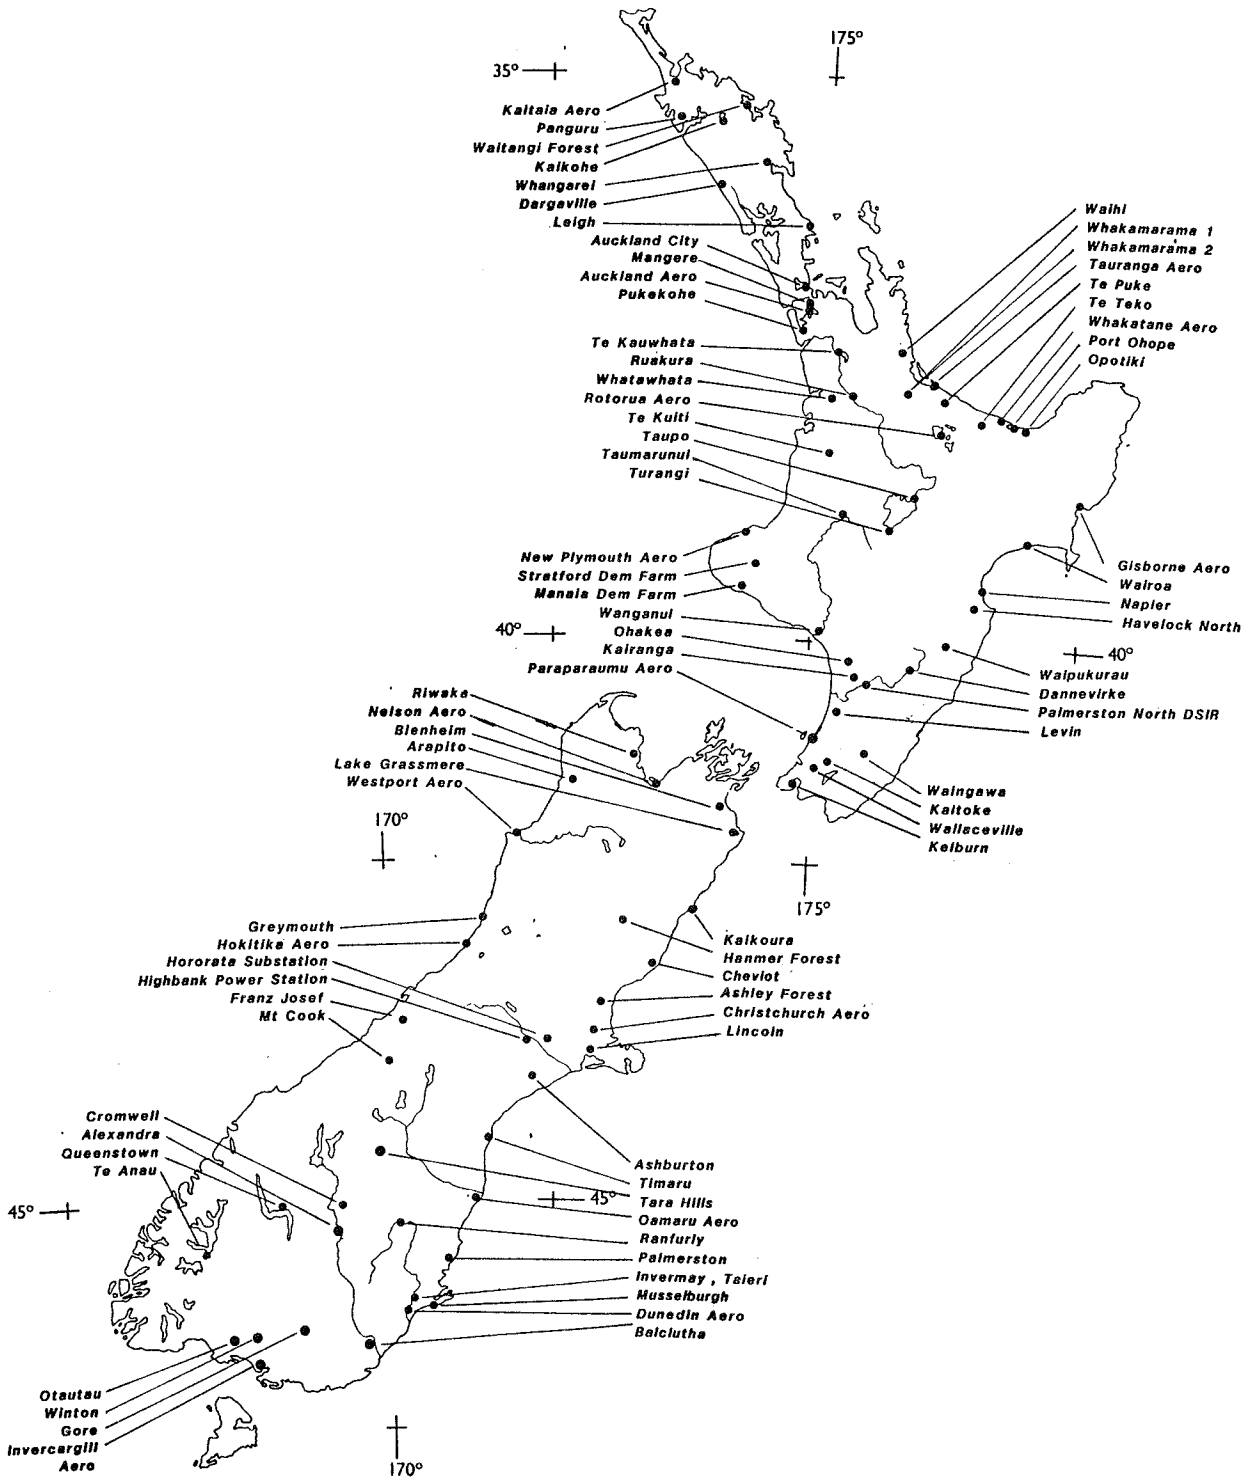 175°
35°
Kaitaia Aero
Panguru
Waitangi Forest
Kaikohe
Whangarei
Dargaville
Leigh
Auckland City
Mangere
Auckland Aero
Pukekohe
Te Kauwhata
Ruakura
Whatawhata
Rotorua Aero
Te Kuiti
Taupo
Taumarunui
Turangi
Waihi
Whakamarama 1
Whakamarama 2
Tauranga Aero
Te Puke
Te Teko
Whakatane Aero
Port Ohope
Opotiki
New Plymouth Aero
Stratford Dem Farm
Manaia Dem Farm
Wanganui
Ohakea
Kairanga
Paraparaumu Aero
40°
Gisborne Aero
Wairoa
Napier
Havelock North
40°
Waipukurau
Dannevirke
Palmerston North DSIR
Levin
Riwaka
Nelson Aero
Blenheim
Arapito
Lake Grassmere
Westport Aero
Waingawa
Kaitoke
Wallaceville
Kelburn
170°
175°
Greymouth
Hokitika Aero
Hororata Substation
Highbank Power Station
Franz Josef
Mt Cook
Kaikoura
Hanmer Forest
Cheviot
Ashley Forest
Christchurch Aero
Lincoln
Cromwell
Alexandra
Queenstown
Te Anau
45°
Ashburton
Timaru
Tara Hills
45°
Oamaru Aero
Ranfurly
Palmerston
Invermay , Taieri
Musselburgh
Dunedin Aero
Balclutha
Otautau
Winton
Gore
Invercargill
Aero
170°